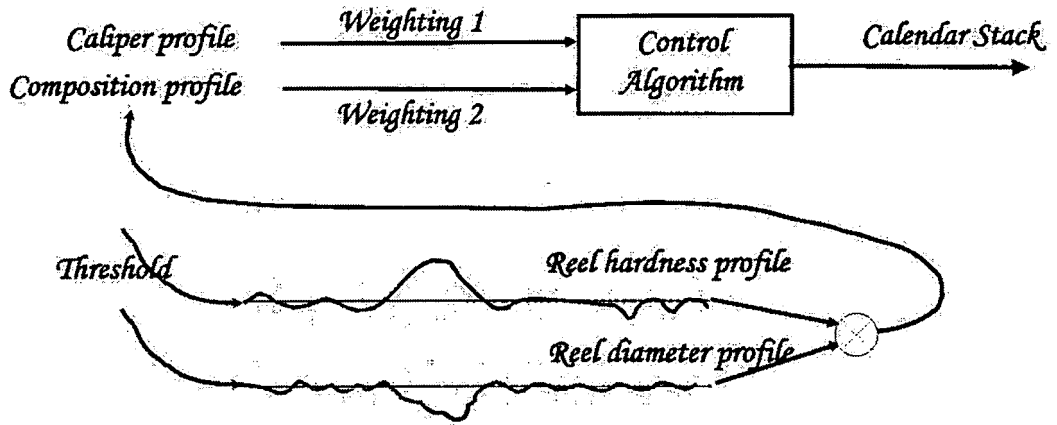 Caliper profile
Weighting 1
Control
Algorithm
Calendar Stack
Composition profile
Weighting 2
Threshold
Reel hardness profile
Reel diameter profile